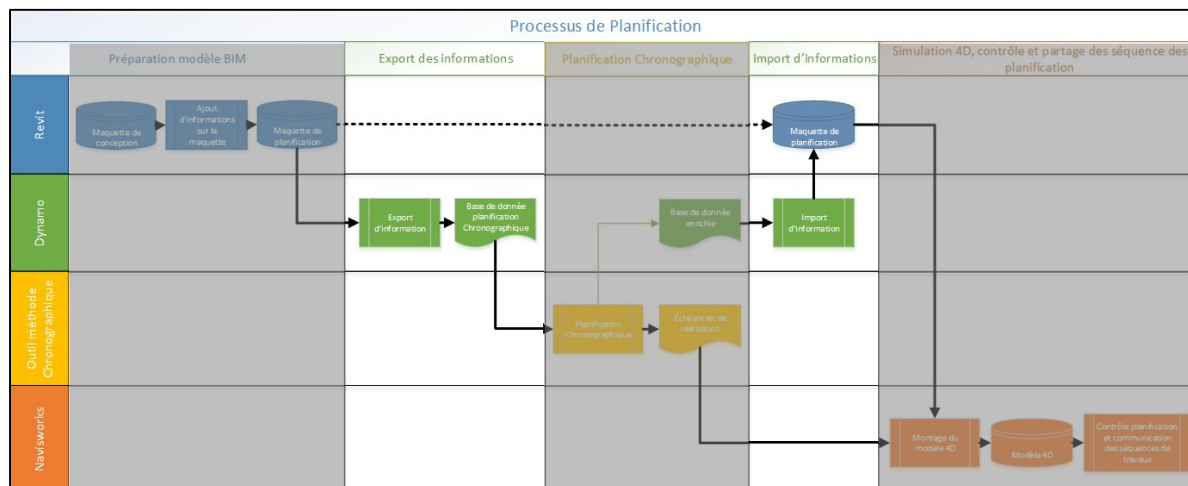 Processus de Planification
Préparation modèle BIM
Export des informations
Planification Chronographique
Import d'informations
Simulation 4D, contrôle et partage des séquence des
planification
Revit
Maquette de
conception
Ajout
d'informations
sur la
maquette
Maquette de
planification
Maquette de
planification
Dynamo
Export
d'information
Base de donnée
planification
Chronographique
Base de donnée
enrichie
Import
d'information
Outil méthode
Chronographique
Planification
Chronographique
Échéancier de
réalisation
Navisworks
Montage du
modèle 4D
Modèle 4D
Contrôle planification
et communication
des séquences de
travaux